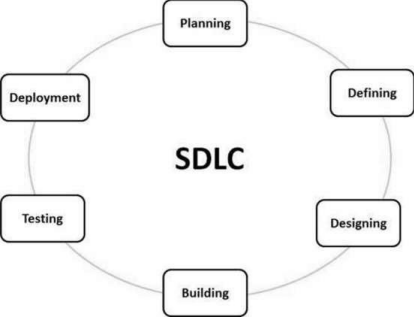 Planning
Defining
Designing
Building
Testing
Deployment
SDLC